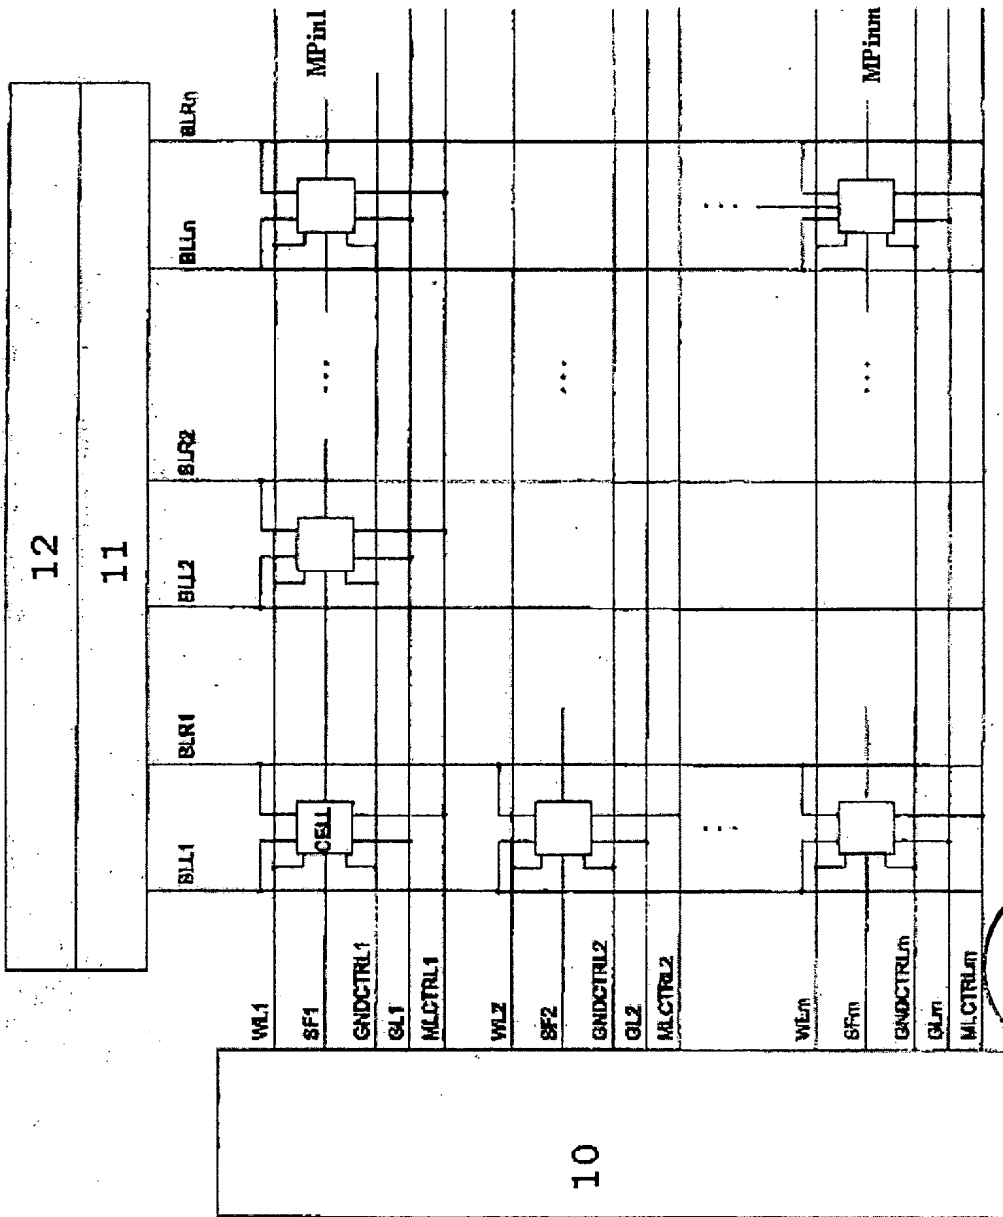 12
11
BLL1
BLR1
BLL2
BLR2
BLLn
BLRn
WL1
SF1
GNDCTRL1
GL1
MLCTRL1
CELL
...
MPin1
WL2
SF2
GNDCTRL2
GL2
MLCTRL2
...
...
...
WLm
SFm
GNDCTRLm
GLm
MLCTRLm
...
MPinm
10